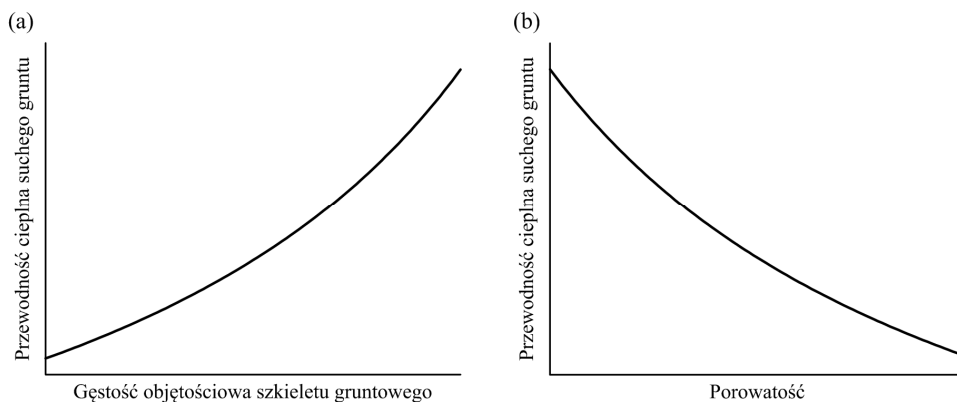 (a)
Przewodność cieplna suchego gruntu
Gęstość objętościowa szkieletu gruntowego
(b)
Przewodność cieplna suchego gruntu
Porowatość